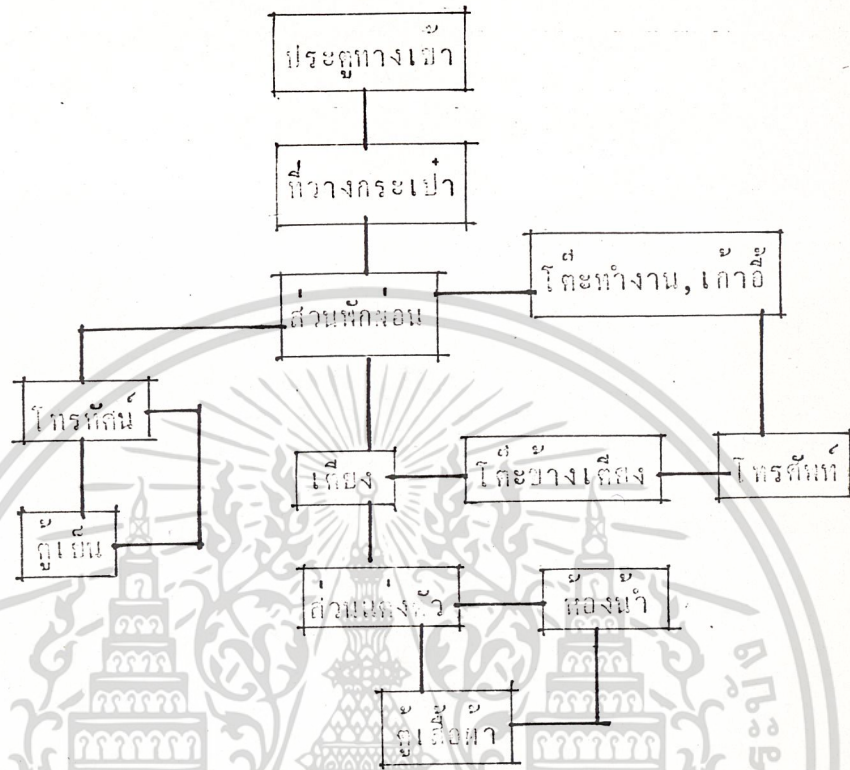 ประตูทางเข้า
ที่วางกระเป๋า
โต๊ะทำงาน, เก้าอี้
ส่วนพักผ่อน
โทรทัศน์
เตียง
โต๊ะข้างเตียง
โทรศัพท์
ตู้เย็น
ส่วนแต่งตัว
ห้องน้ำ
ตู้เสื้อผ้า